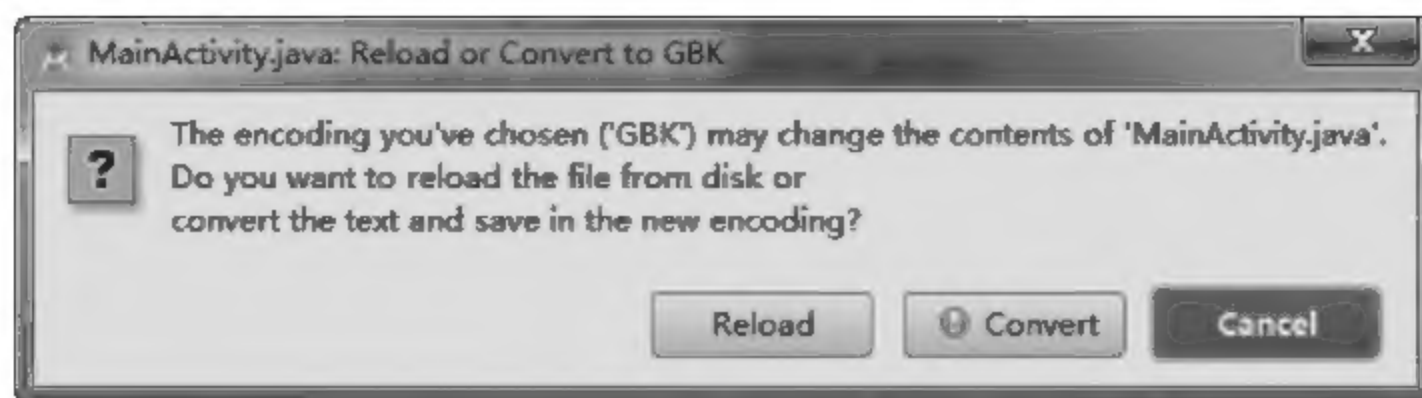 MainActivity.java: Reload or Convert to GBK
The encoding you've chosen ('GBK') may change the contents of 'MainActivity.java'.
Do you want to reload the file from disk or
convert the text and save in the new encoding?
Reload Convert Cancel